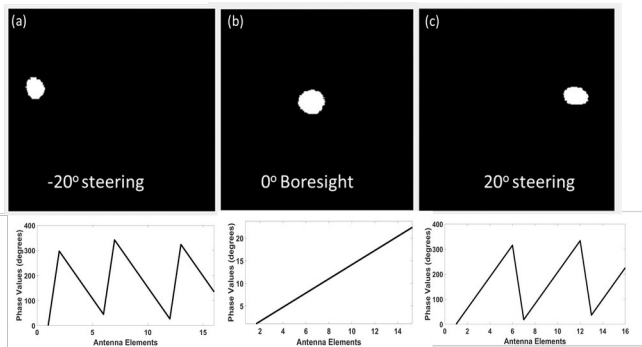 (a)
(b)
(c)
-20° steering
0° Boresight
20° steering
Phase Values (degrees)
400
300
200
100
0
0
5
10
15
Antenna Elements
Phase Values (degrees)
20
15
10
5
2
4
6
8
10
12
14
Antenna Elements
Phase Values (degrees)
400
300
200
100
0
0
2
4
6
8
10
12
14
16
Antenna Elements